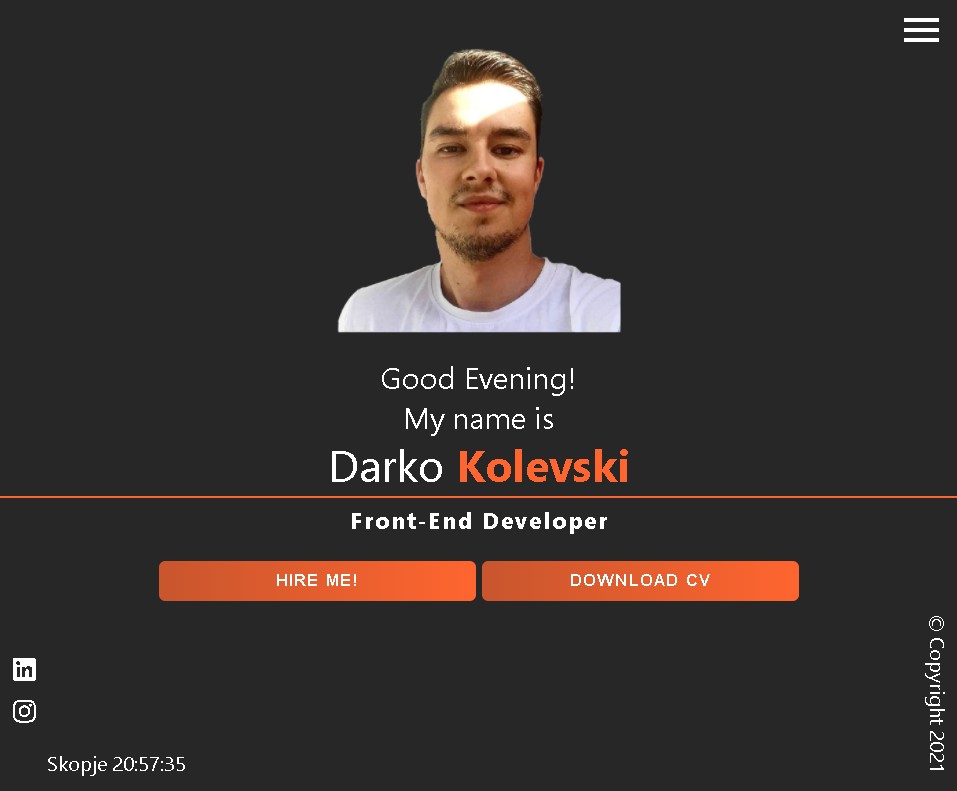 Good Evening!
My name is
Darko Kolevski
Front-End Developer
HIRE ME!
DOWNLOAD CV
in
Skopje 20:57:35
© Copyright 2021